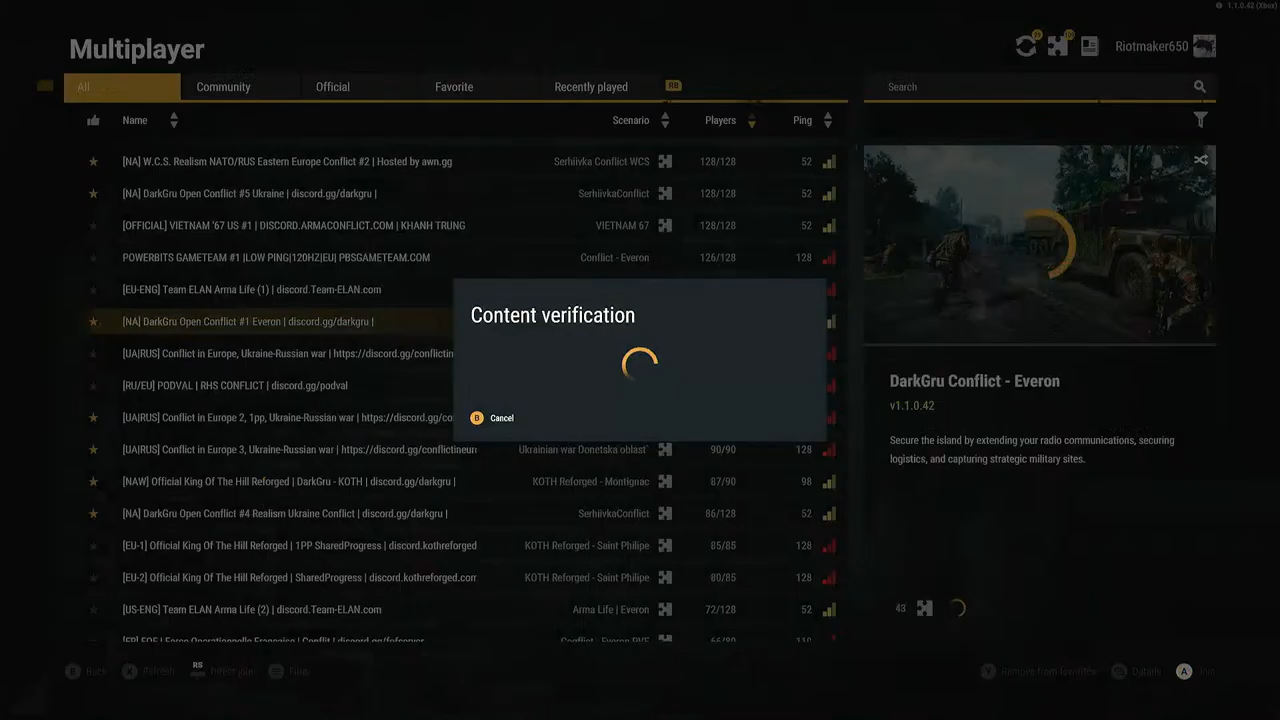 1.1.0.42 (Xbox)
Multiplayer
Riotmaker650
All
Community
Official
Favorite
Recently played
RB
Search
Name
Scenario
Players
Ping
[NA] W.C.S. Realism NATO/RUS Eastern Europe Conflict #2 | Hosted by awn.gg Serhiivka Conflict WCS 128/128 52
[NA] DarkGru Open Conflict #5 Ukraine | discord.gg/darkgru | SerhiivkaConflict 128/128 52
[OFFICIAL] VIETNAM '67 US #1 | DISCORD.ARMACONFLICT.COM | KHANH TRUNG VIETNAM 67 128/128 52
POWERBITS GAMETEAM #1 |LOW PING|120HZ|EU| PBSGAMETEAM.COM Conflict - Everon 126/128 128
[EU-ENG] Team ELAN Arma Life (1) | discord.Team-ELAN.com
[NA] DarkGru Open Conflict #1 Everon | discord.gg/darkgru |
[UA|RUS] Conflict in Europe, Ukraine-Russian war | https://discord.gg/conflictin
[RU/EU] PODVAL | RHS CONFLICT | discord.gg/podval
[UA|RUS] Conflict in Europe 2, 1pp, Ukraine-Russian war | https://discord.gg/co
[UA|RUS] Conflict in Europe 3, Ukraine-Russian war | https://discord.gg/conflictineun Ukrainian war Donetska oblast` 90/90 128
[NAW] Official King Of The Hill Reforged | DarkGru - KOTH | discord.gg/darkgru | KOTH Reforged - Montignac 87/90 98
[NA] DarkGru Open Conflict #4 Realism Ukraine Conflict | discord.gg/darkgru | SerhiivkaConflict 86/128 52
[EU-1] Official King Of The Hill Reforged | 1PP SharedProgress | discord.kothreforged KOTH Reforged - Saint Philipe 85/85 128
[EU-2] Official King Of The Hill Reforged | SharedProgress | discord.kothreforged.com KOTH Reforged - Saint Philipe 80/85 128
[US-ENG] Team ELAN Arma Life (2) | discord.Team-ELAN.com Arma Life | Everon 72/128 52
Content verification
B Cancel
DarkGru Conflict - Everon
v1.1.0.42
Secure the island by extending your radio communications, securing
logistics, and capturing strategic military sites.
43
B Back
X Refresh
RS Direct join
Filter
Y Remove from favorites
Details
A Join